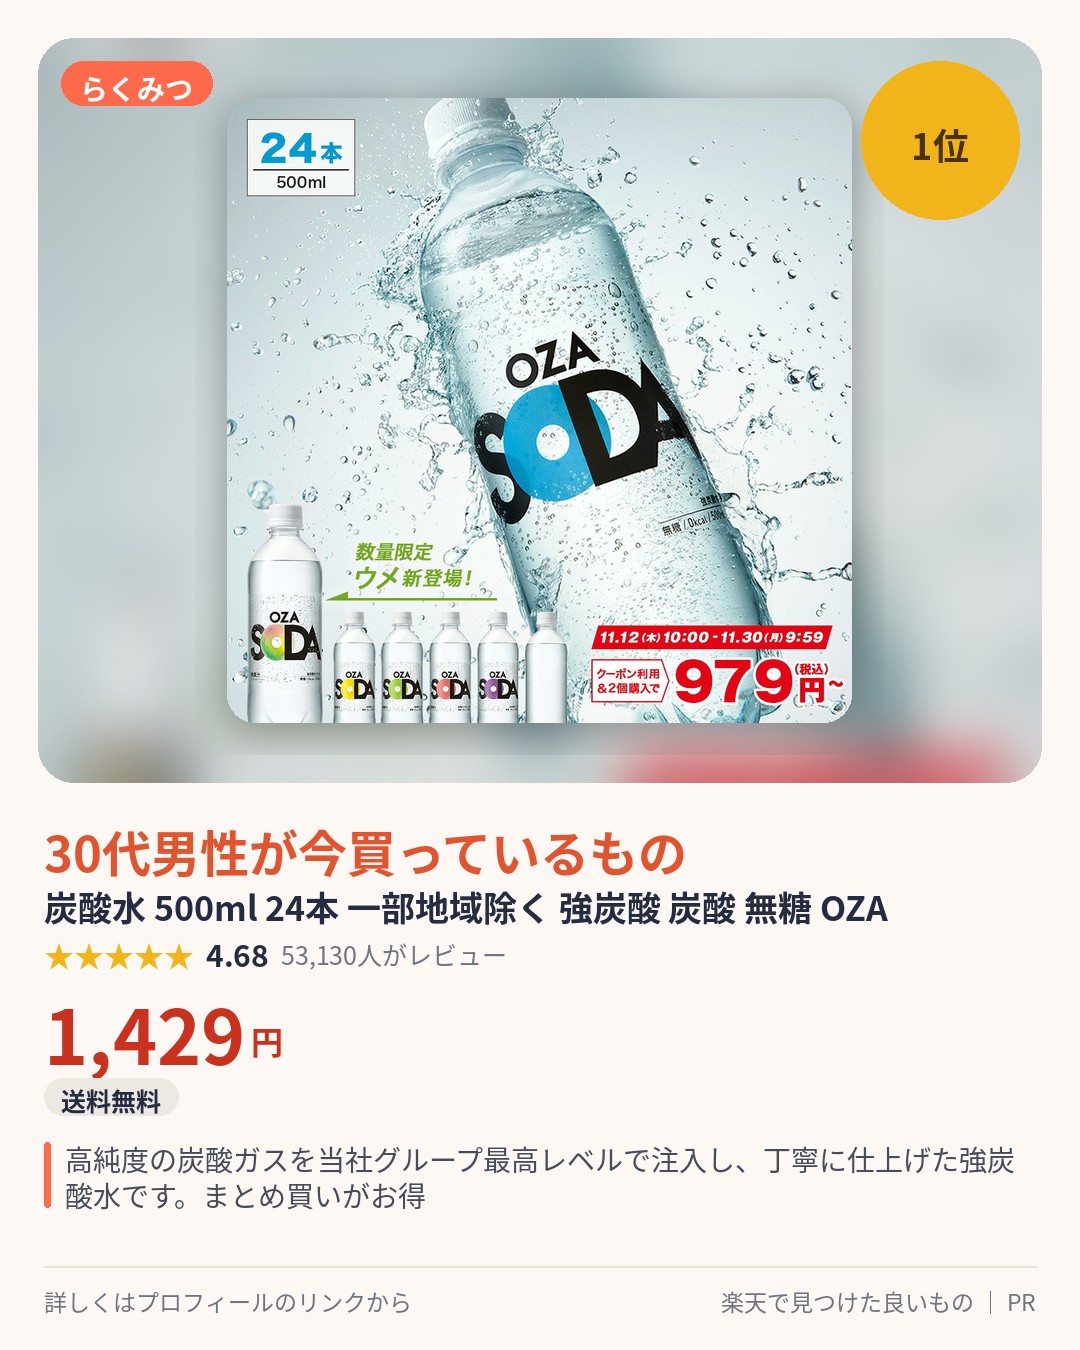 らくみつ
1位
24本
500ml
OZA
SODA
無糖 / 0kcal / 500ml
数量限定
ウメ新登場!
OZA
SODA
SODA
SODA
SODA
SODA
11.12(木)10:00-11.30(月)9:59
クーポン利用
&2個購入で
979円~
(税込)
30代男性が今買っているもの
炭酸水 500ml 24本 一部地域除く 強炭酸 炭酸 無糖 OZA
★★★★★ 4.68 53,130人がレビュー
1,429円
送料無料
高純度の炭酸ガスを当社グループ最高レベルで注入し、丁寧に仕上げた強炭
酸水です。まとめ買いがお得
詳しくはプロフィールのリンクから
楽天で見つけた良いもの | PR